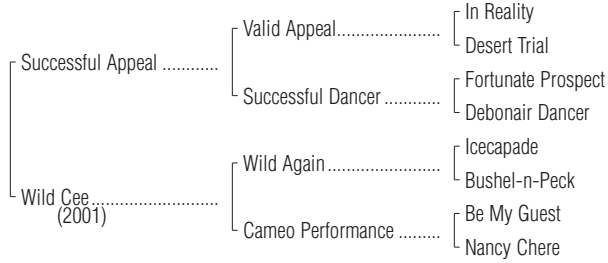 In Reality
Valid Appeal
Desert Trial
Successful Appeal
Fortunate Prospect
Successful Dancer
Debonair Dancer
Icecapade
Wild Again
Bushel-n-Peck
Wild Cee
(2001)
Be My Guest
Cameo Performance
Nancy Chere